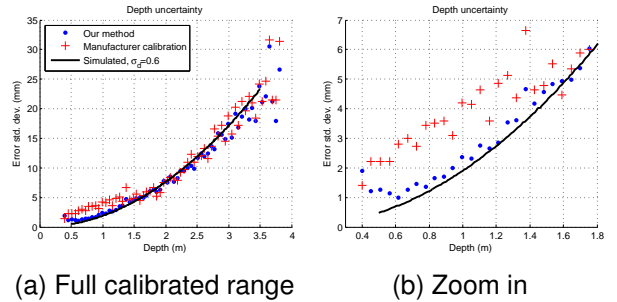 Depth uncertainty
Our method
Manufacturer calibration
Simulated, σd=0.6
Error std. dev. (mm)
35
30
25
20
15
10
5
0
0 0.5 1 1.5 2 2.5 3 3.5 4
Depth (m)
(a) Full calibrated range
Depth uncertainty
Error std. dev. (mm)
7
6
5
4
3
2
1
0
0.4 0.6 0.8 1 1.2 1.4 1.6 1.8
Depth (m)
(b) Zoom in